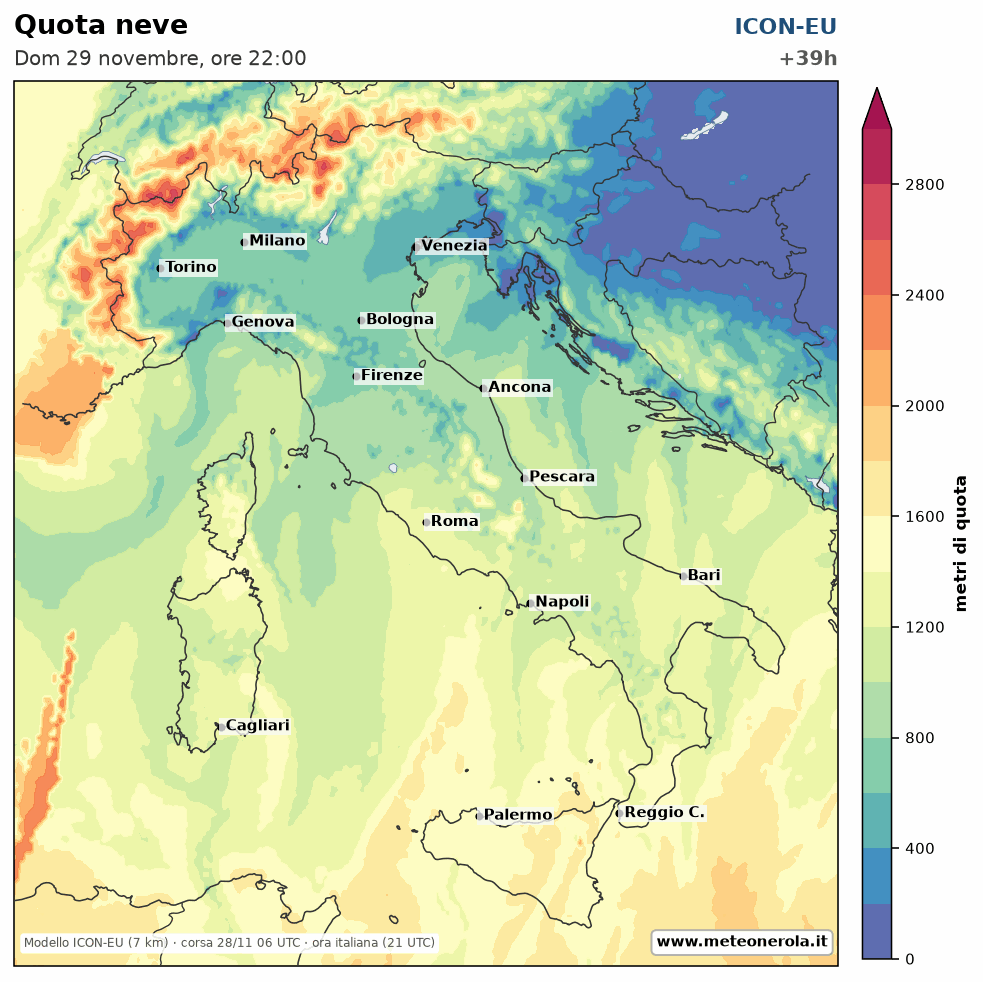 Quota neve
ICON-EU
Dom 29 novembre, ore 22:00
+39h
Milano
Venezia
Torino
Genova
Bologna
Firenze
Ancona
Pescara
Roma
Bari
Napoli
Cagliari
Palermo
Reggio C.
2800
2400
2000
1600
1200
800
400
0
metri di quota
Modello ICON-EU (7 km) · corsa 28/11 06 UTC · ora italiana (21 UTC)
www.meteonerola.it